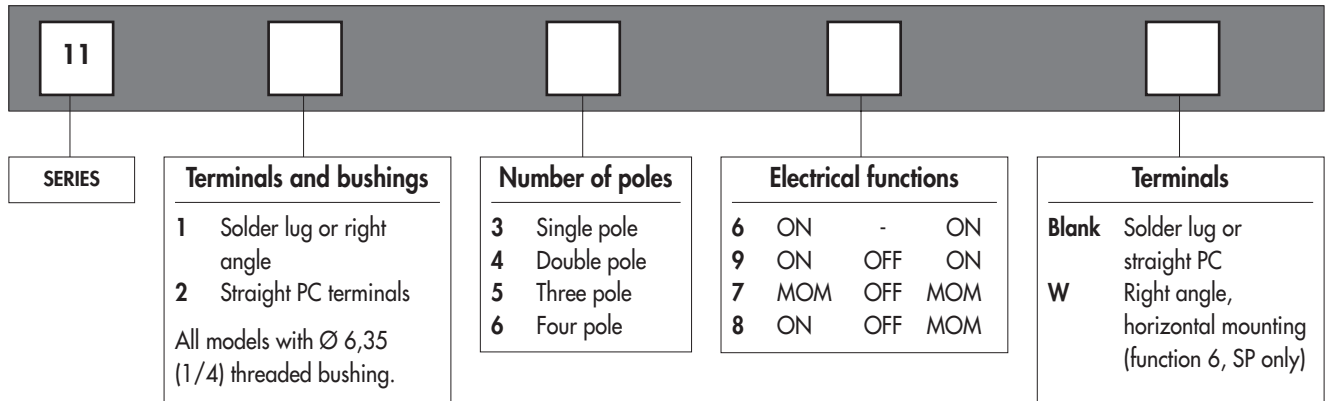 11
SERIES
Terminals and bushings
1 Solder lug or right
angle
2 Straight PC terminals
All models with Ø 6,35
(1/4) threaded bushing.
Number of poles
3 Single pole
4 Double pole
5 Three pole
6 Four pole
Electrical functions
6 ON - ON
9 ON OFF ON
7 MOM OFF MOM
8 ON OFF MOM
Terminals
Blank Solder lug or
straight PC
W Right angle,
horizontal mounting
(function 6, SP only)